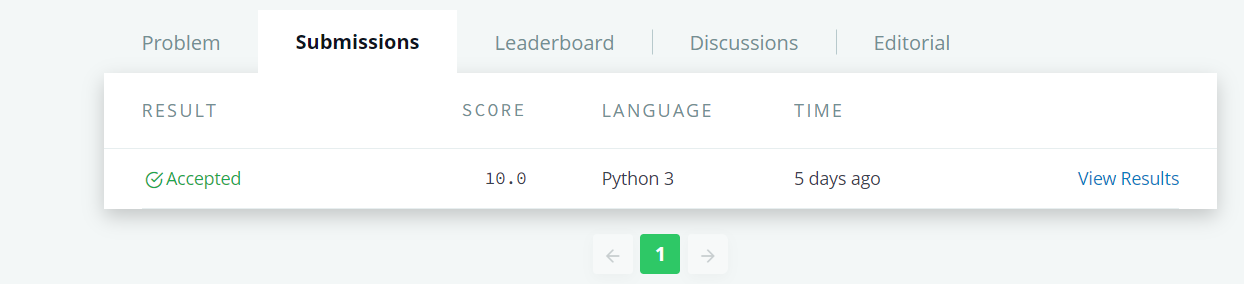 Problem Submissions Leaderboard Discussions Editorial
RESULT SCORE LANGUAGE TIME
Accepted 10.0 Python 3 5 days ago View Results
1